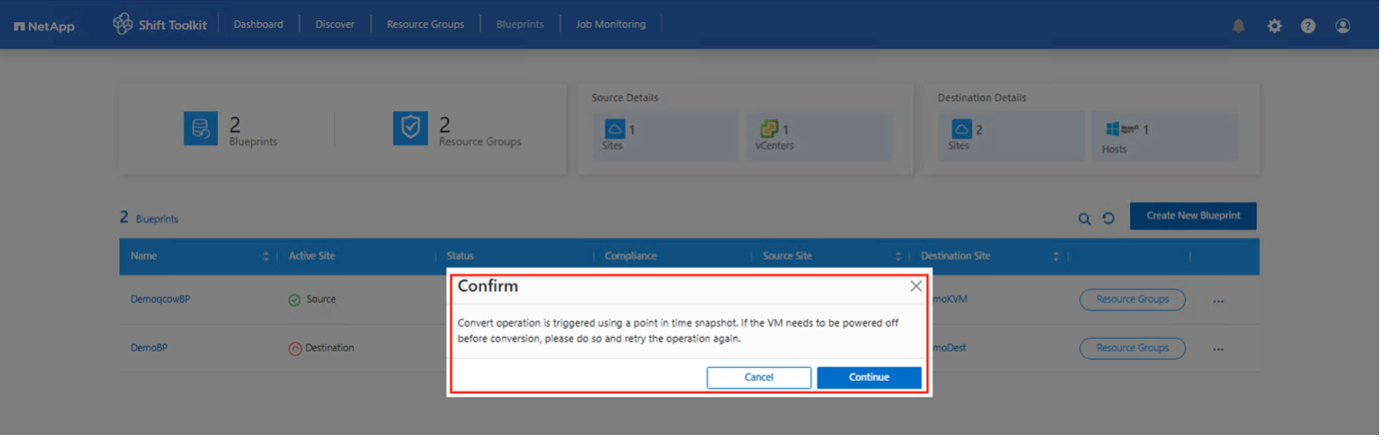 NetApp Shift Toolkit Dashboard Discover Resource Groups Blueprints Job Monitoring
Source Details Destination Details
2 2 1 1 2 1
Blueprints Resource Groups Sites vCenters Sites Hosts
2 Blueprints Create New Blueprint
Name Active Site Status Compliance Source Site Destination Site
Confirm
DemoqcowBP Source moKVM Resource Groups ...
Convert operation is triggered using a point in time snapshot. If the VM needs to be powered off
before conversion, please do so and retry the operation again.
DemoBP Destination moDest Resource Groups ...
Cancel Continue